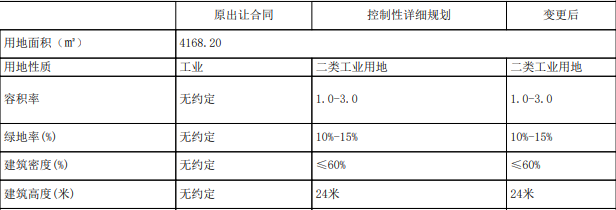 原出让合同 控制性详细规划 变更后
用地面积（㎡） 4168.20
用地性质 工业 二类工业用地 二类工业用地
容积率 无约定 1.0-3.0 1.0-3.0
绿地率(%) 无约定 10%-15% 10%-15%
建筑密度(%) 无约定 ≤60% ≤60%
建筑高度(米) 无约定 24米 24米